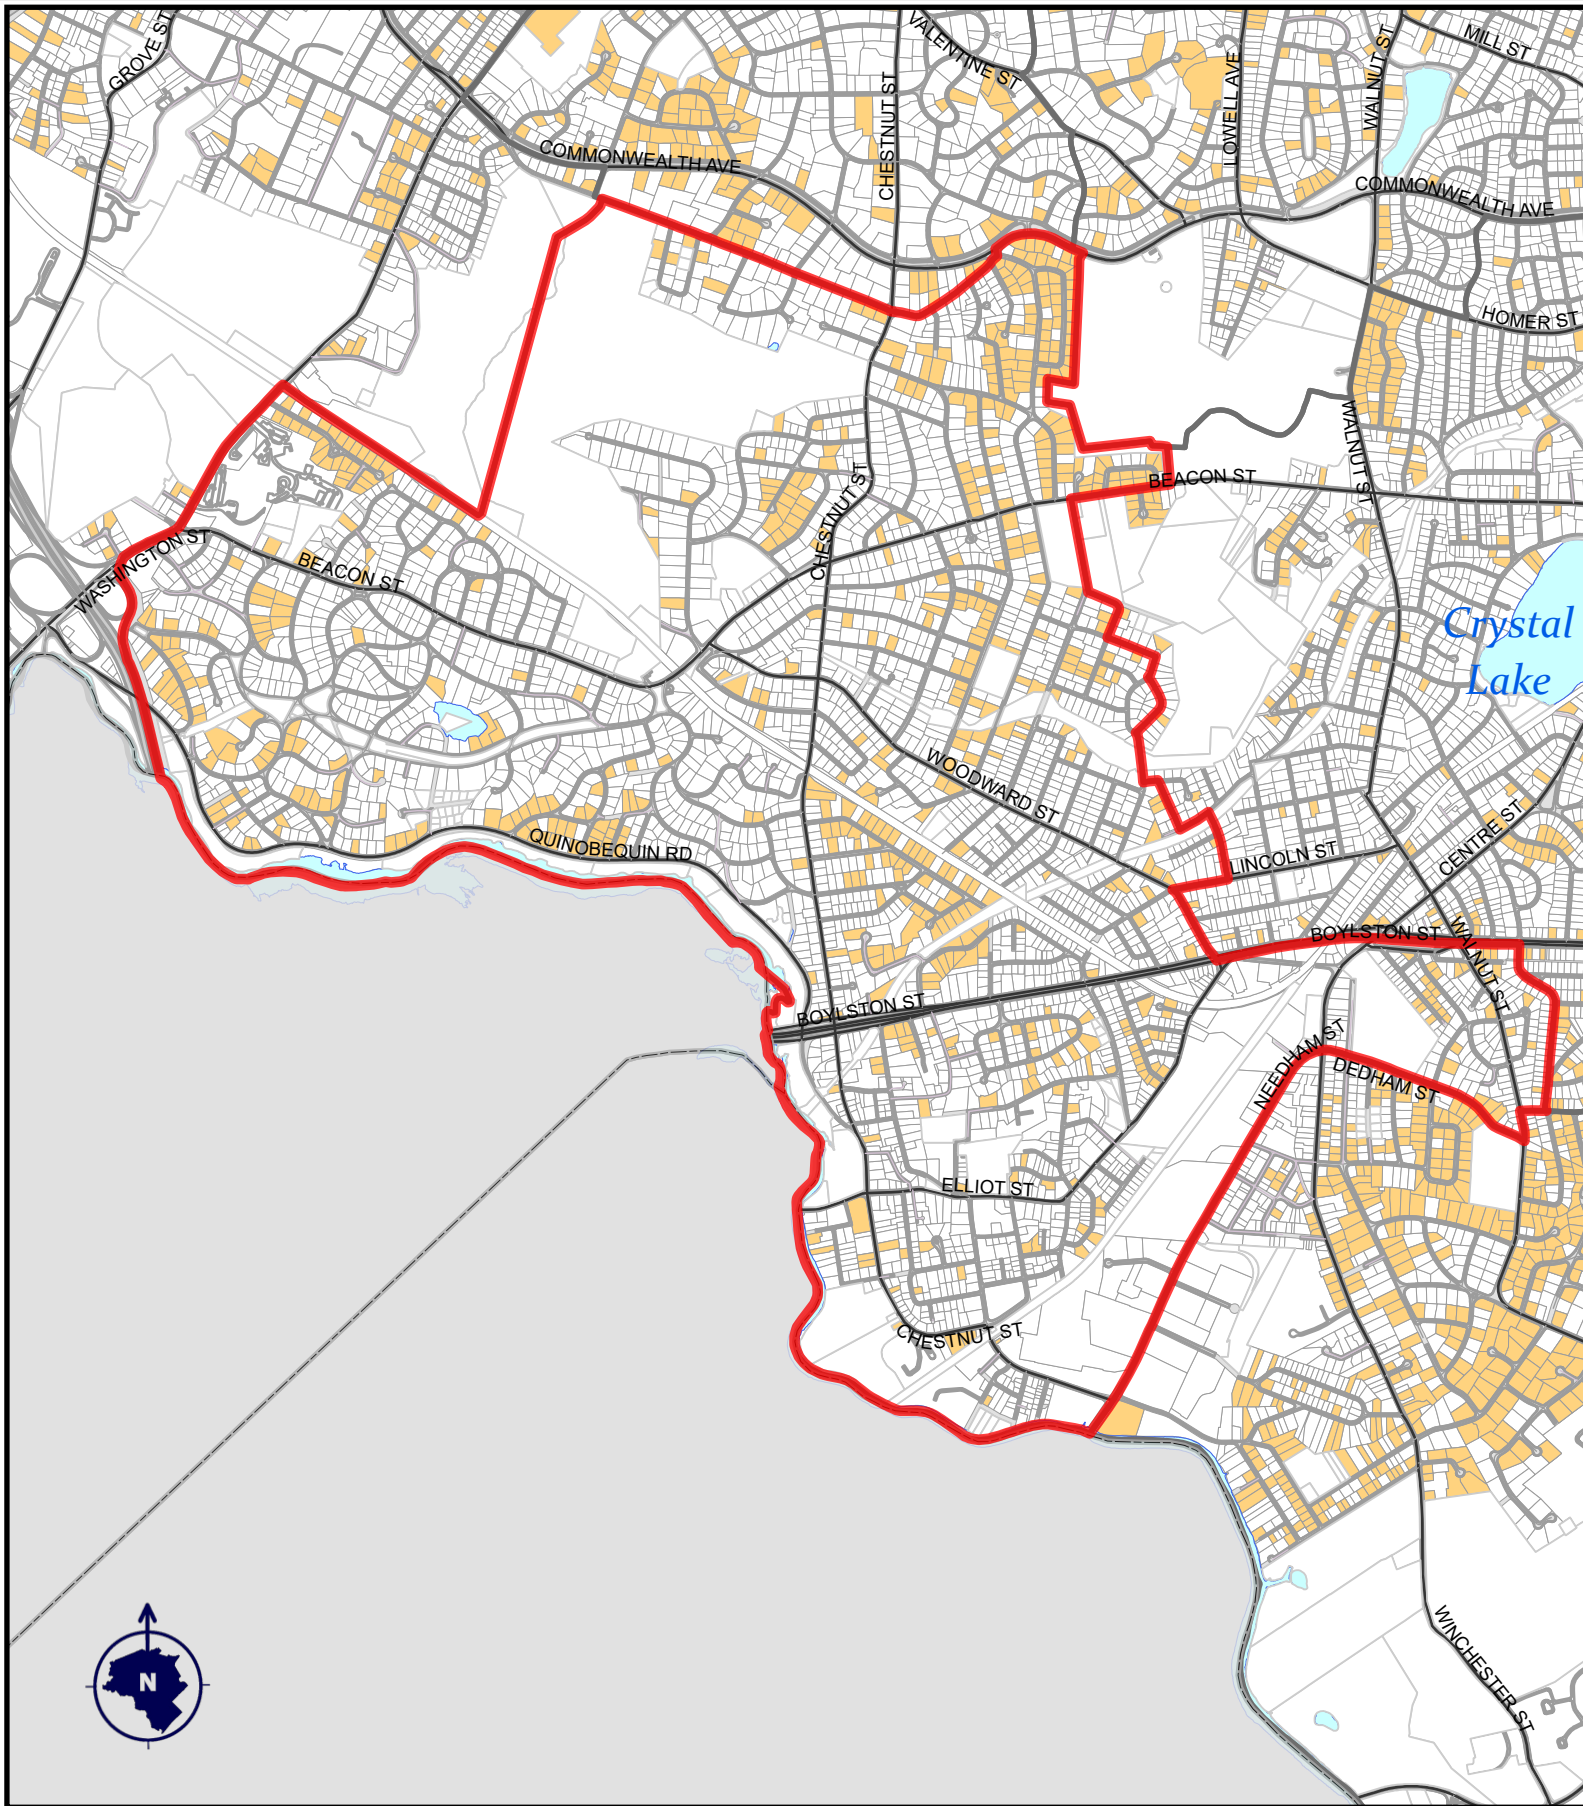 GROVE ST
VALENTINE ST
MILL ST
CHESTNUT ST
LOWELL AVE
WALNUT ST
COMMONWEALTH AVE
COMMONWEALTH AVE
HOMER ST
WALNUT ST
BEACON ST
CHESTNUT ST
WASHINGTON ST
BEACON ST
Crystal
Lake
WOODWARD ST
QUINOBEQUIN RD
LINCOLN ST
CENTRE ST
BOYLSTON ST
WALNUT ST
BOYLSTON ST
NEEDHAM ST
DEDHAM ST
ELLIOT ST
CHESTNUT ST
WINCHESTER ST
N